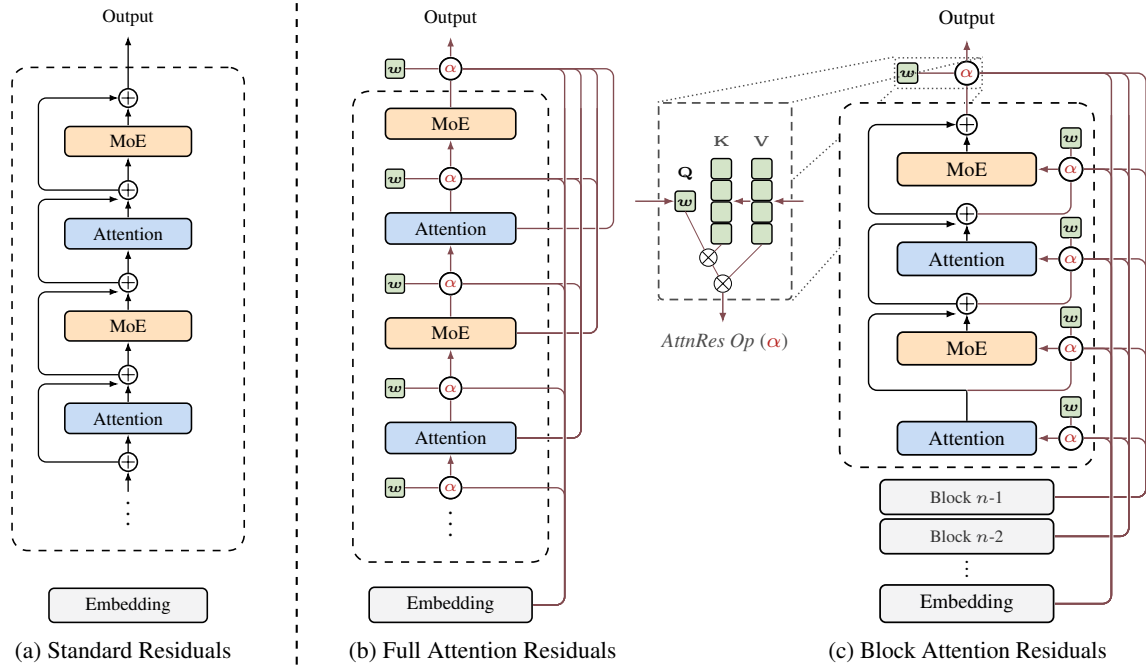 Output
MoE
Attention
MoE
Attention
Embedding
(a) Standard Residuals
Output
w
α
MoE
w
α
Attention
w
α
MoE
w
α
Attention
w
α
Embedding
(b) Full Attention Residuals
K
V
Q
w
AttnRes Op (α)
Output
w
α
w
MoE
α
w
Attention
α
w
MoE
α
w
Attention
α
Block n-1
Block n-2
Embedding
(c) Block Attention Residuals